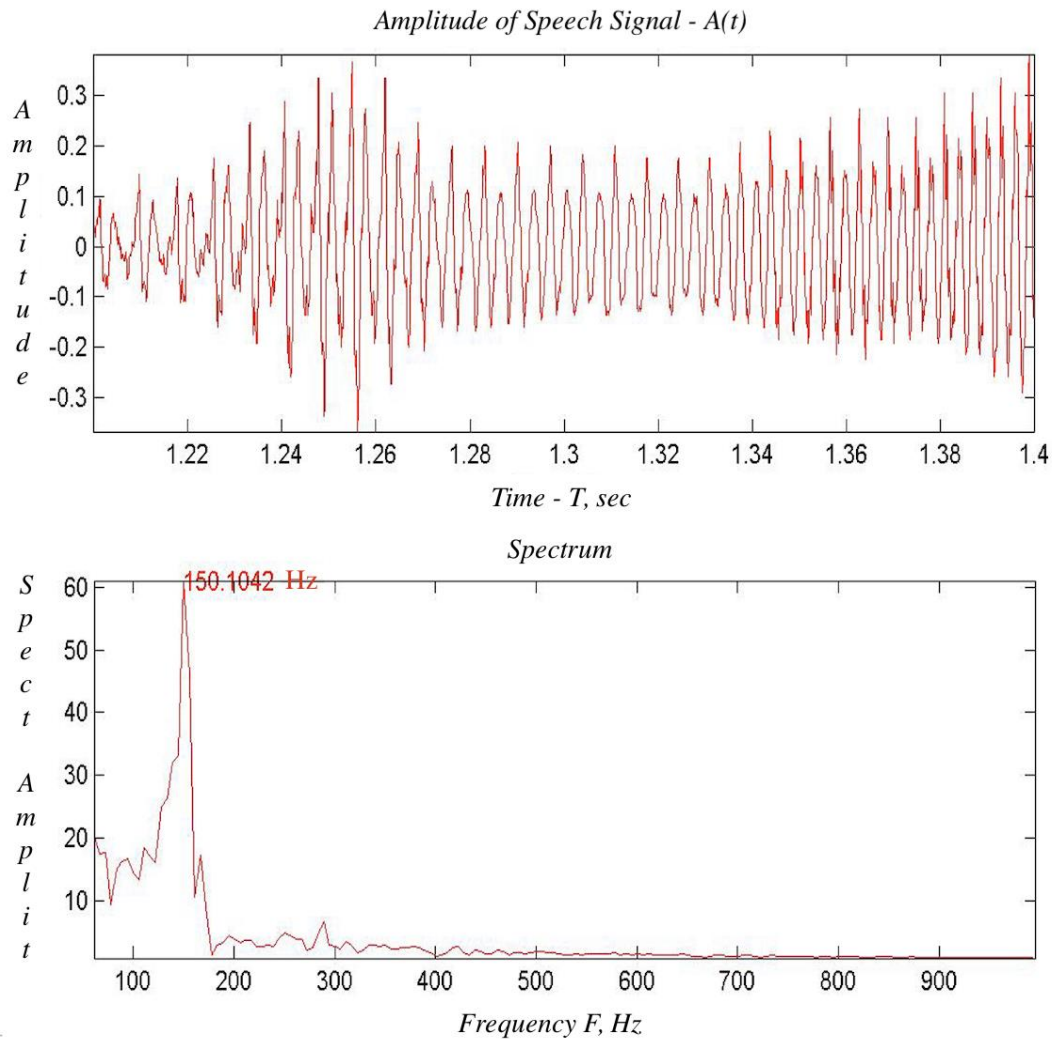 Amplitude of Speech Signal - A(t)
Amplitude
0.3
0.2
0.1
0
-0.1
-0.2
-0.3
1.22 1.24 1.26 1.28 1.3 1.32 1.34 1.36 1.38 1.4
Time - T, sec
Spectrum
Spect Amplit
150.1042 Hz
60
50
40
30
20
10
100 200 300 400 500 600 700 800 900
Frequency F, Hz